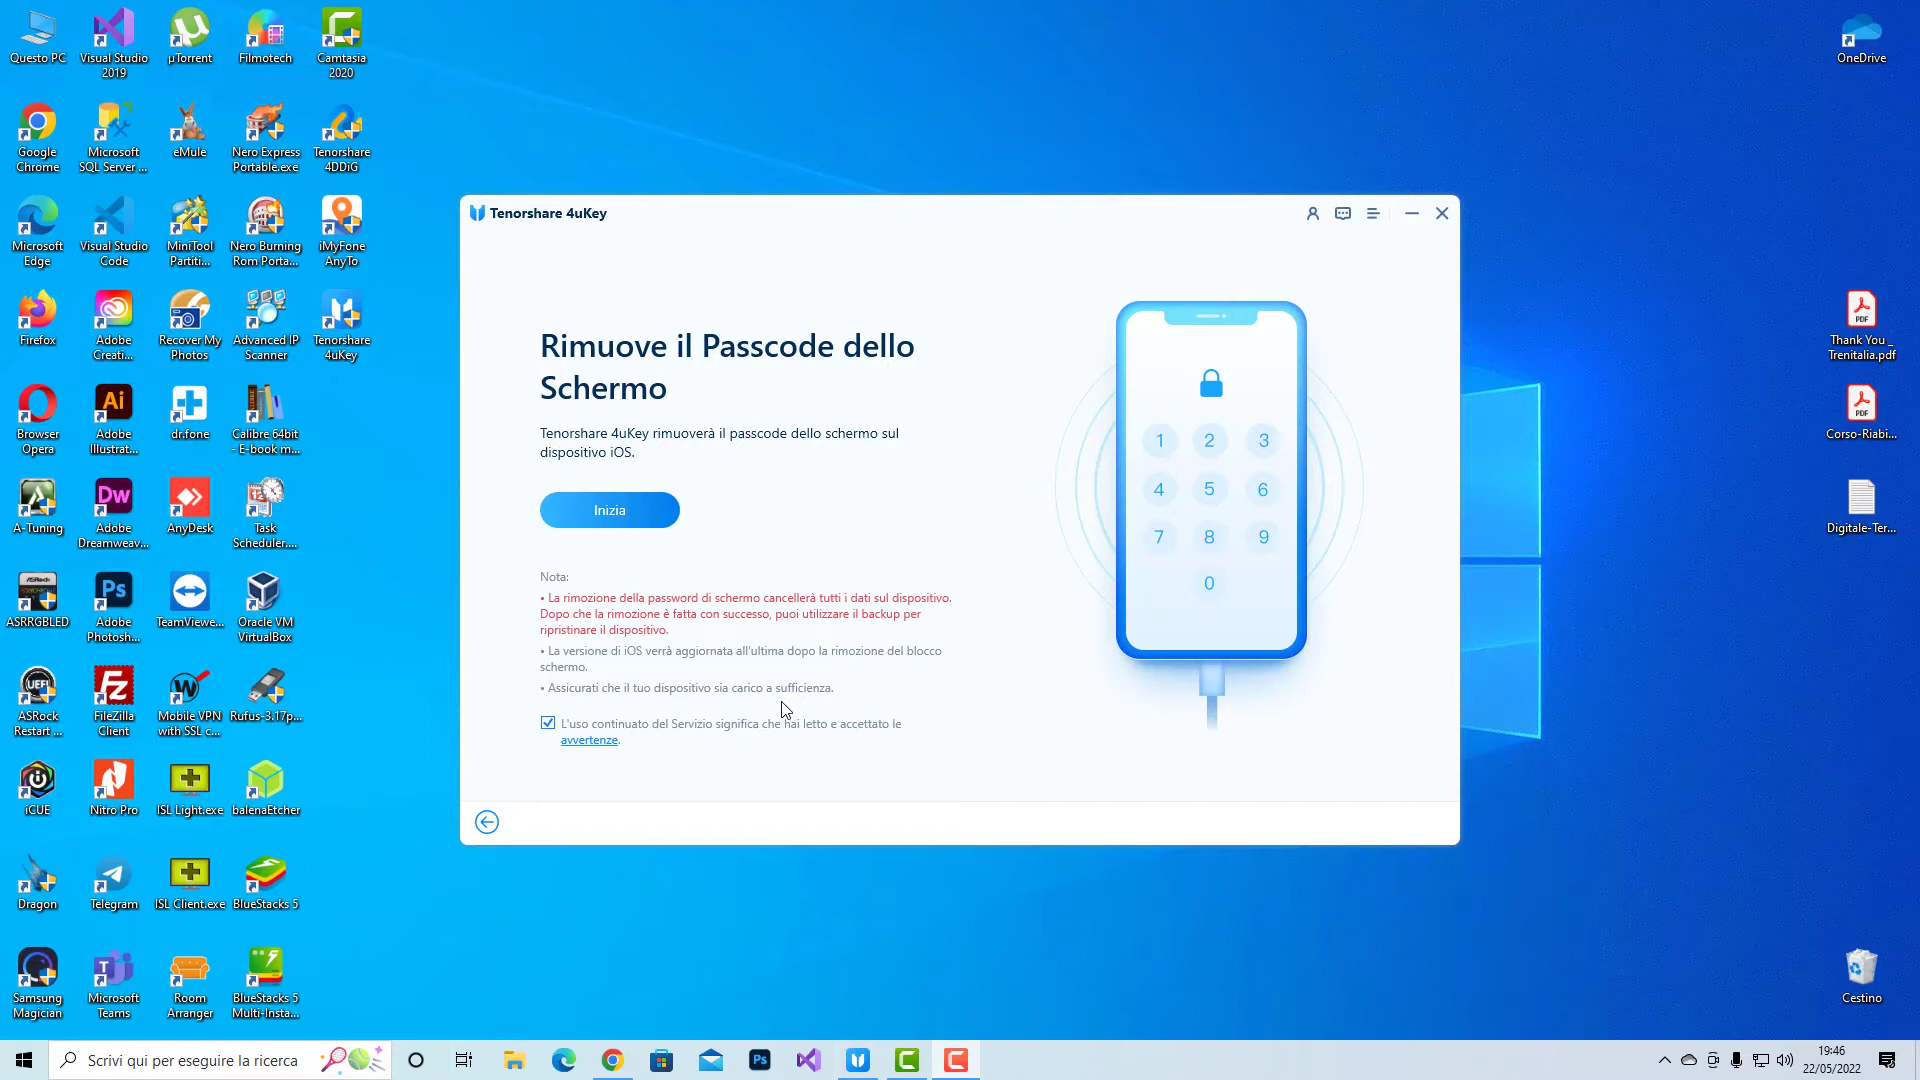 Questo PC
Visual Studio
2019
µTorrent
Filmotech
Camtasia
2020
OneDrive
Google
Chrome
Microsoft
SQL Server ...
eMule
Nero Express
Portable.exe
Tenorshare
4DDiG
Microsoft
Edge
Visual Studio
Code
MiniTool
Partiti...
Nero Burning
Rom Porta...
iMyFone
AnyTo
Firefox
Adobe
Creati...
Recover My
Photos
Advanced IP
Scanner
Tenorshare
4uKey
Thank You _
Trenitalia.pdf
Browser
Opera
Adobe
Illustrat...
dr.fone
Calibre 64bit
- E-book m...
Corso-Riabi...
A-Tuning
Adobe
Dreamweav...
AnyDesk
Task
Scheduler....
Digitale-Ter...
ASRRGBLED
Adobe
Photosh...
TeamViewe...
Oracle VM
VirtualBox
ASRock
Restart ...
FileZilla
Client
Mobile VPN
with SSL c...
Rufus-3.17p...
iCUE
Nitro Pro
ISL Light.exe
balenaEtcher
Dragon
Telegram
ISL Client.exe
BlueStacks 5
Samsung
Magician
Microsoft
Teams
Room
Arranger
BlueStacks 5
Multi-Insta...
Cestino
Tenorshare 4uKey
Rimuove il Passcode dello
Schermo
Tenorshare 4uKey rimuoverà il passcode dello schermo sul
dispositivo iOS.
Inizia
Nota:
• La rimozione della password di schermo cancellerà tutti i dati sul dispositivo.
Dopo che la rimozione è fatta con successo, puoi utilizzare il backup per
ripristinare il dispositivo.
• La versione di iOS verrà aggiornata all'ultima dopo la rimozione del blocco
schermo.
• Assicurati che il tuo dispositivo sia carico a sufficienza.
L'uso continuato del Servizio significa che hai letto e accettato le
avvertenze.
1 2 3
4 5 6
7 8 9
0
Scrivi qui per eseguire la ricerca
Ps
19:46
22/05/2022